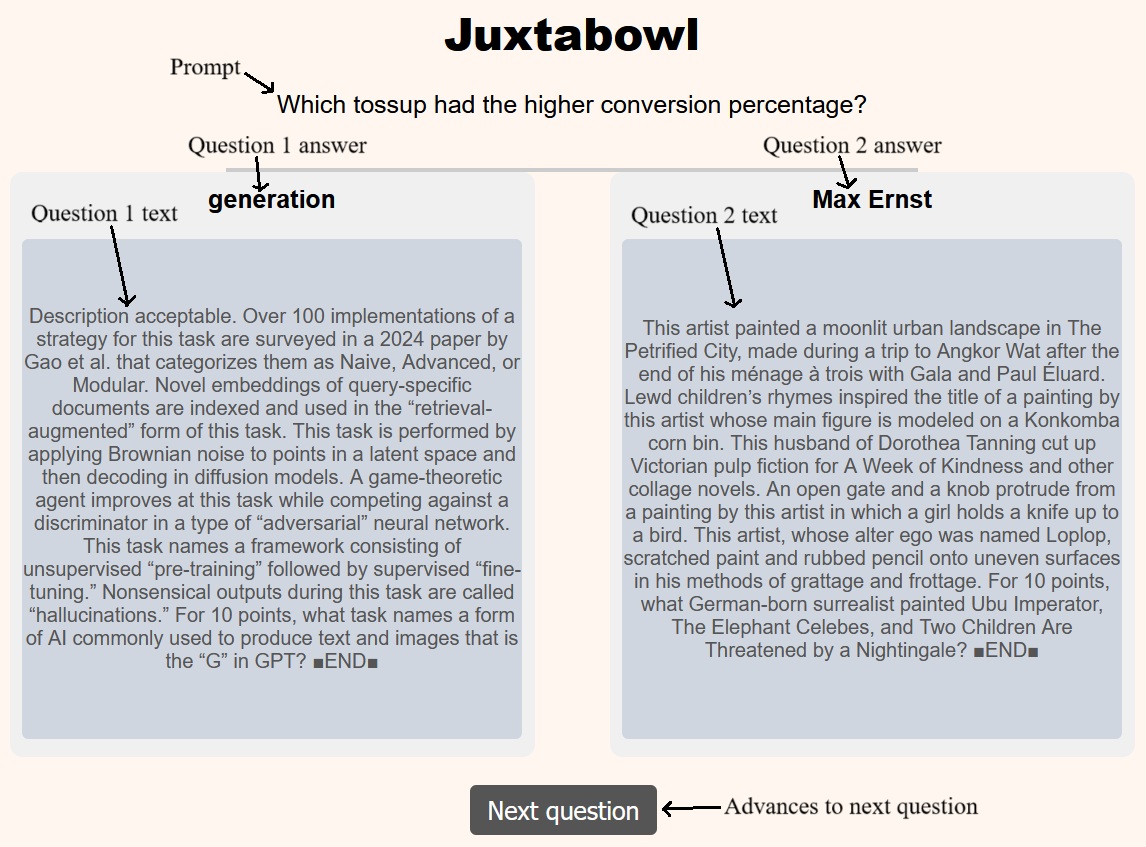 Juxtabowl
Prompt
Which tossup had the higher conversion percentage?
Question 1 answer
Question 2 answer
generation
Max Ernst
Question 1 text
Question 2 text
Description acceptable. Over 100 implementations of a
strategy for this task are surveyed in a 2024 paper by
Gao et al. that categorizes them as Naive, Advanced, or
Modular. Novel embeddings of query-specific
documents are indexed and used in the “retrieval-
augmented” form of this task. This task is performed by
applying Brownian noise to points in a latent space and
then decoding in diffusion models. A game-theoretic
agent improves at this task while competing against a
discriminator in a type of “adversarial” neural network.
This task names a framework consisting of
unsupervised “pre-training” followed by supervised “fine-
tuning.” Nonsensical outputs during this task are called
“hallucinations.” For 10 points, what task names a form
of AI commonly used to produce text and images that is
the “G” in GPT? ■END■
This artist painted a moonlit urban landscape in The
Petrified City, made during a trip to Angkor Wat after the
end of his ménage à trois with Gala and Paul Éluard.
Lewd children’s rhymes inspired the title of a painting by
this artist whose main figure is modeled on a Konkomba
corn bin. This husband of Dorothea Tanning cut up
Victorian pulp fiction for A Week of Kindness and other
collage novels. An open gate and a knob protrude from
a painting by this artist in which a girl holds a knife up to
a bird. This artist, whose alter ego was named Loplop,
scratched paint and rubbed pencil onto uneven surfaces
in his methods of grattage and frottage. For 10 points,
what German-born surrealist painted Ubu Imperator,
The Elephant Celebes, and Two Children Are
Threatened by a Nightingale? ■END■
Next question
Advances to next question